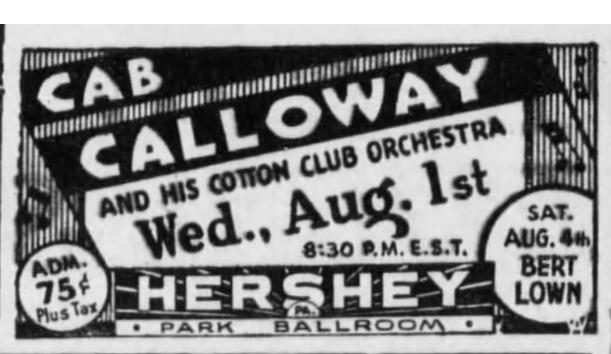 CAB
CALLOWAY
AND HIS COTTON CLUB ORCHESTRA
Wed., Aug. 1st
8:30 P.M. E.S.T.
ADM.
75¢
Plus Tax
SAT.
AUG. 4th
BERT
LOWN
HERSHEY
PA.
• PARK BALLROOM •